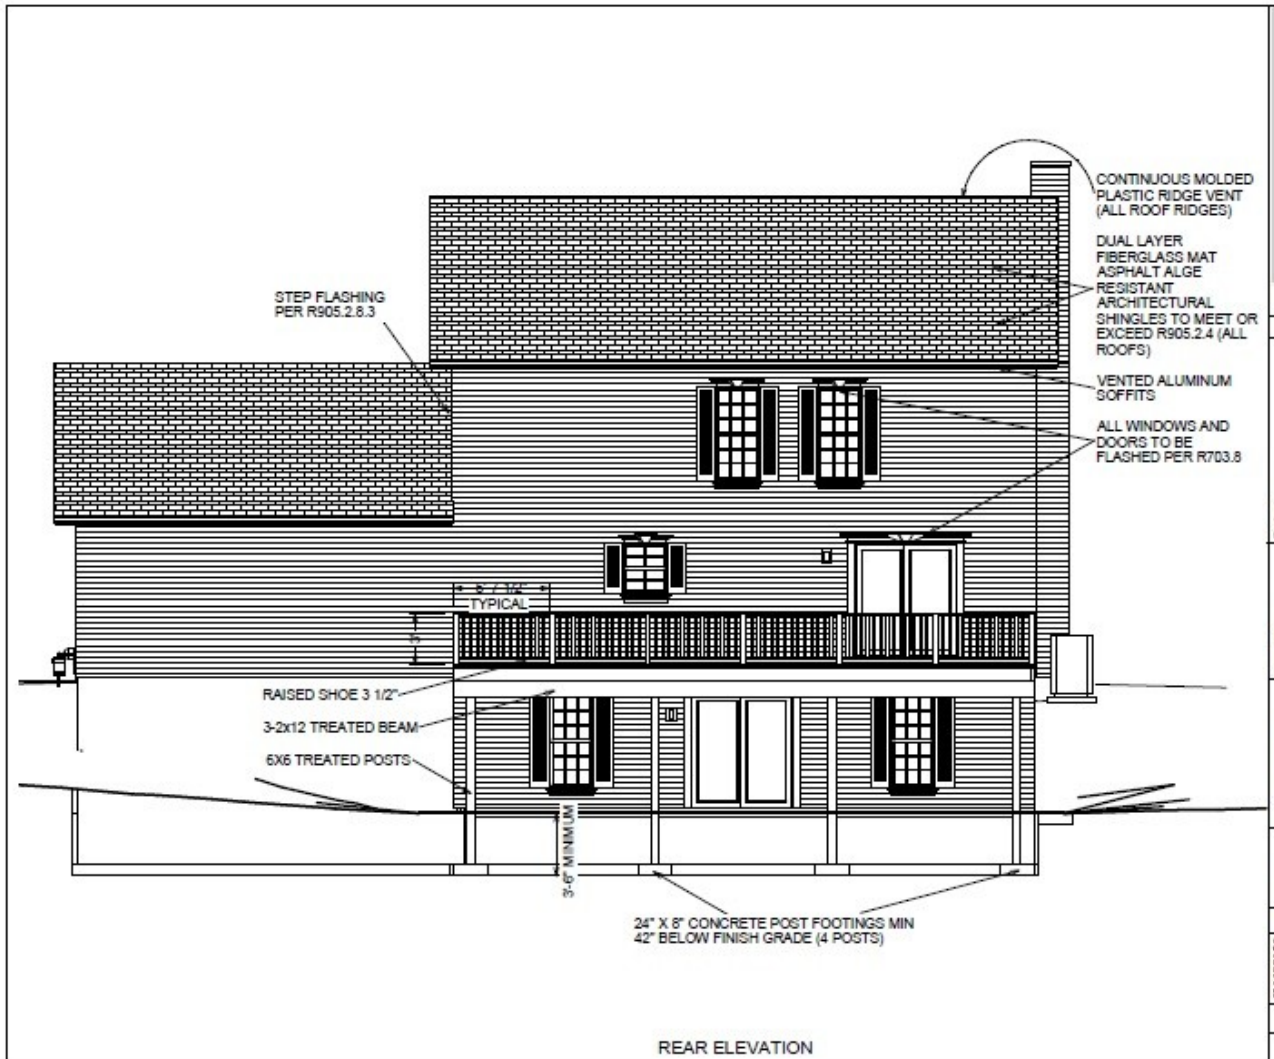 CONTINUOUS MOLDED
PLASTIC RIDGE VENT
(ALL ROOF RIDGES)
DUAL LAYER
FIBERGLASS MAT
ASPHALT ALGE
RESISTANT
ARCHITECTURAL
SHINGLES TO MEET OR
EXCEED R905.2.4 (ALL
ROOFS)
STEP FLASHING
PER R905.2.8.3
VENTED ALUMINUM
SOFFITS
ALL WINDOWS AND
DOORS TO BE
FLASHED PER R703.8
TYPICAL
3'
RAISED SHOE 3 1/2"
3-2x12 TREATED BEAM
6X6 TREATED POSTS
3'-6" MINIMUM
24" X 8" CONCRETE POST FOOTINGS MIN
42" BELOW FINISH GRADE (4 POSTS)
REAR ELEVATION